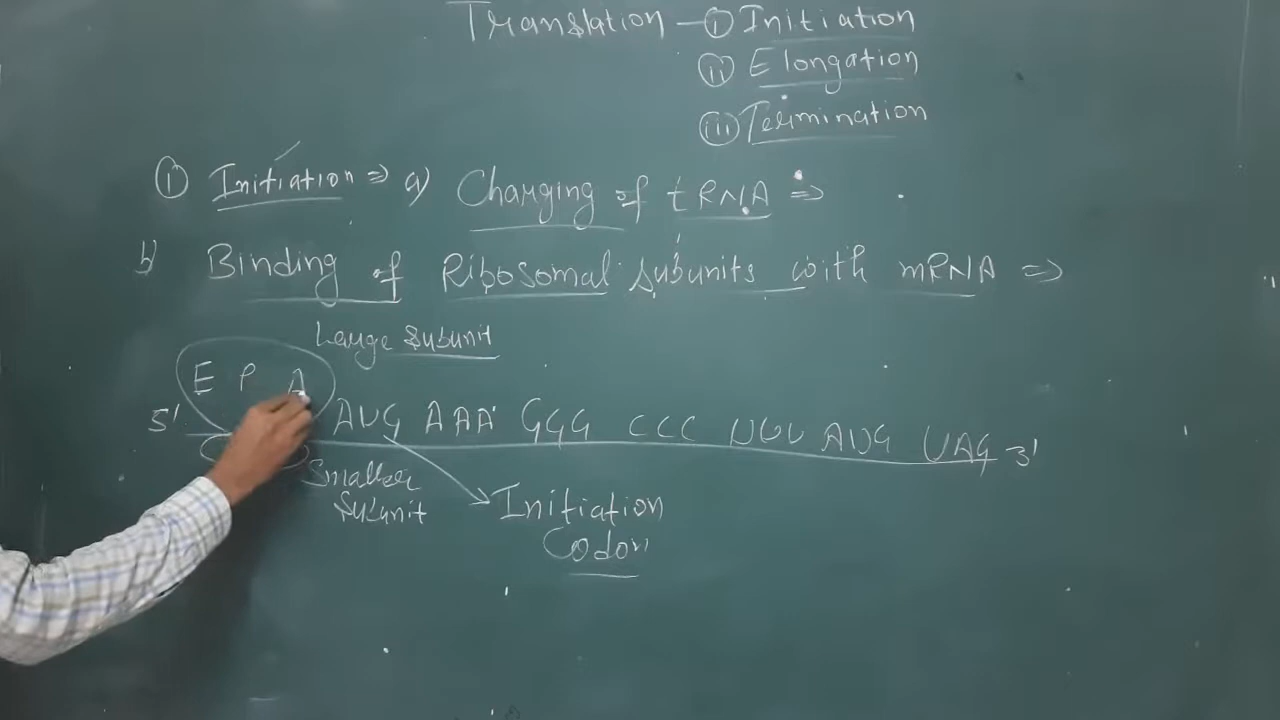 Translation - (i) Initiation
(ii) Elongation
(iii) Termination
(i) Initiation ⇒ a) Charging of tRNA ⇒
b) Binding of Ribosomal subunits with mRNA ⇒
Large Subunit
E P A
5' AUG AAA GGG CCC UUU AUG UAG 3'
Smaller
Subunit
Initiation
Codon